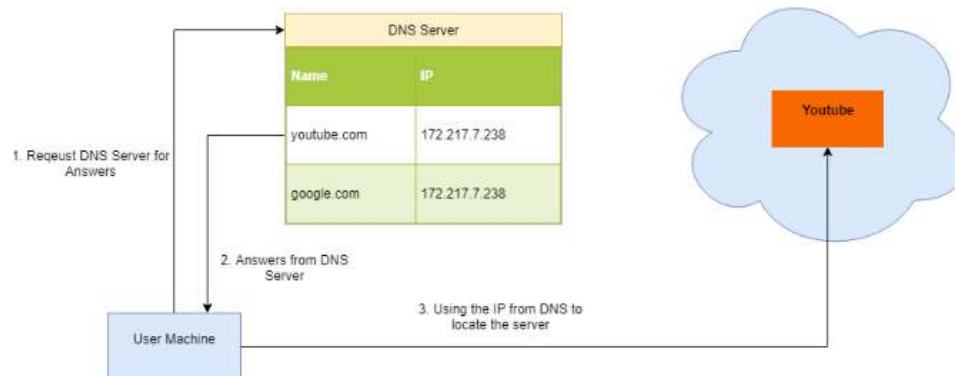 DNS Server
Name IP
youtube.com 172.217.7.238
google.com 172.217.7.238
Youtube
1. Reqeust DNS Server for
Answers
2. Answers from DNS
Server
3. Using the IP from DNS to
locate the server
User Machine